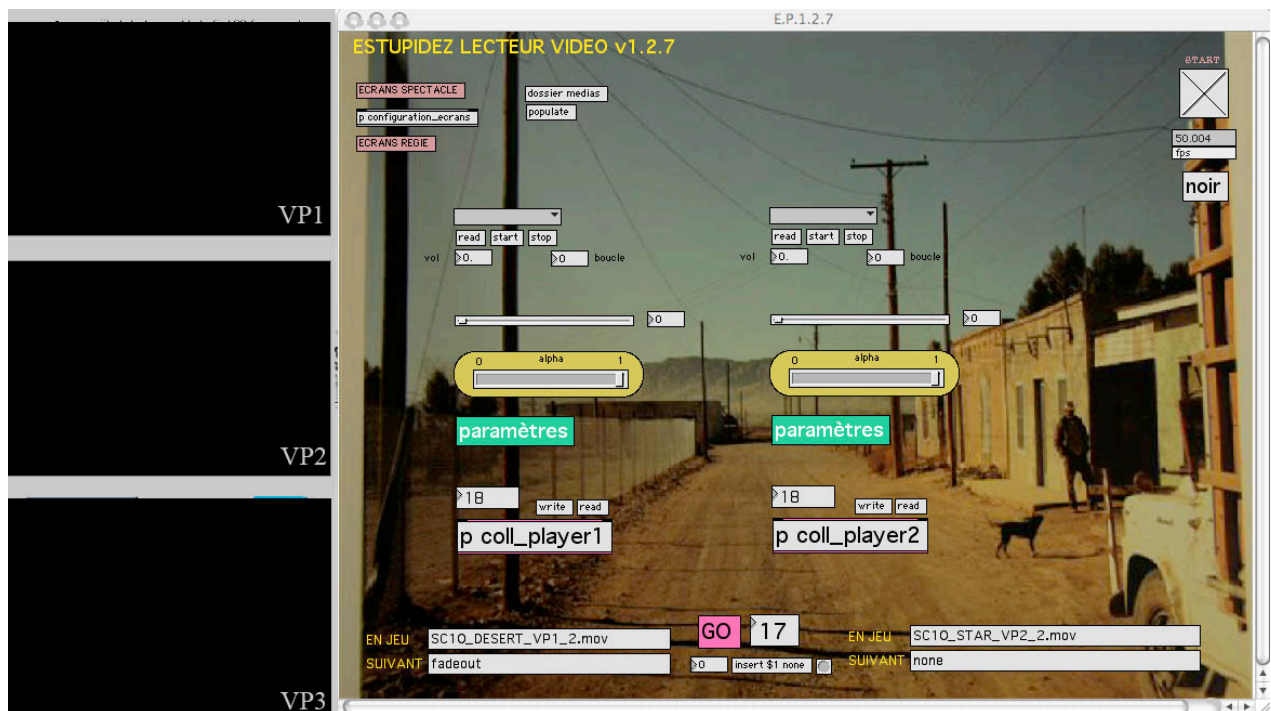 E.P.1.2.7
ESTUPIDEZ LECTEUR VIDEO v1.2.7
START
ECRANS SPECTACLE
dossier medias
p configuration_ecrans
populate
ECRANS REGIE
50.004
fps
noir
VP1
read start stop
read start stop
vol 0. 0 boucle
vol 0. 0 boucle
0
0
0 alpha 1
0 alpha 1
paramètres
paramètres
VP2
18
write read
18
write read
p coll_player1
p coll_player2
GO 17
EN JEU SC10_DESERT_VP1_2.mov
EN JEU SC10_STAR_VP2_2.mov
SUIVANT fadeout
0 insert $1 none
SUIVANT none
VP3